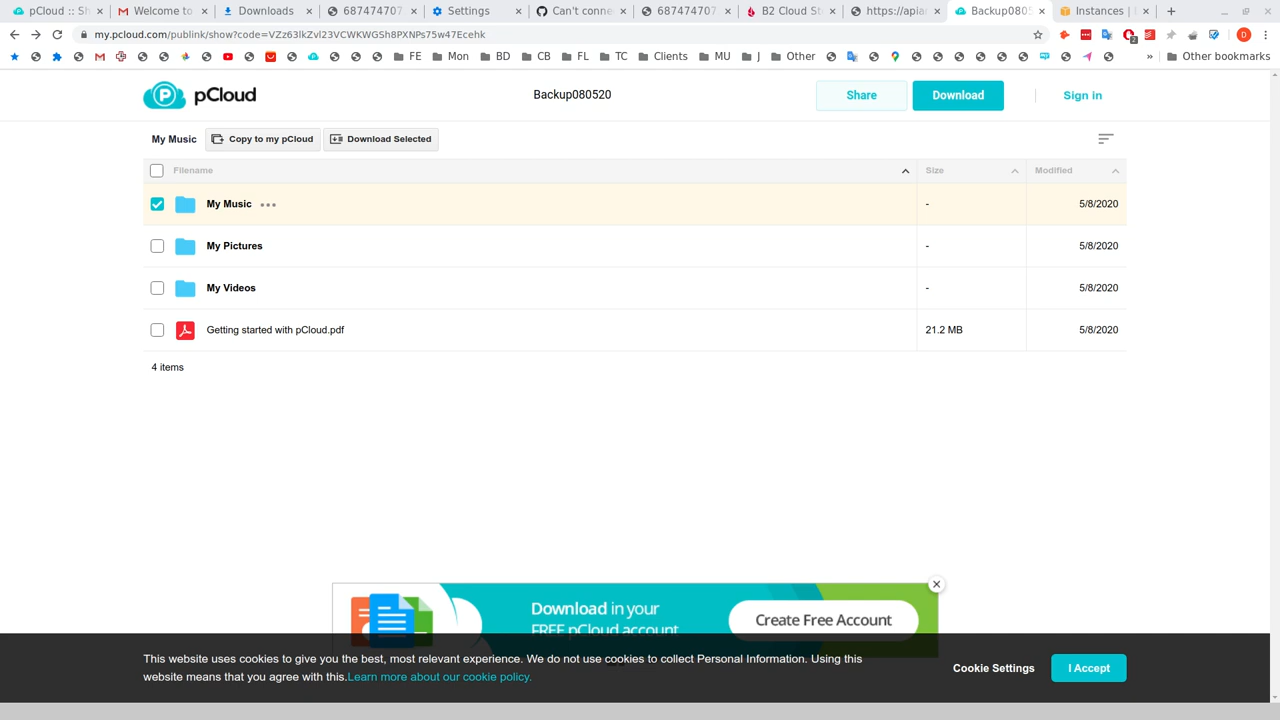 pCloud :: Sh
Welcome to
Downloads
687474707
Settings
Can't conne
687474707
B2 Cloud St
https://apiar
Backup0805
Instances |
my.pcloud.com/publink/show?code=VZz63lkZvI23VCWKWGSh8PXNPs75w47Ecehk
FE
Mon
BD
CB
FL
TC
Clients
MU
J
Other
»
Other bookmarks
pCloud
Backup080520
Share
Download
Sign in
My Music
Copy to my pCloud
Download Selected
Filename
Size
Modified
My Music
-
5/8/2020
My Pictures
-
5/8/2020
My Videos
-
5/8/2020
Getting started with pCloud.pdf
21.2 MB
5/8/2020
4 items
Download in your
FREE pCloud account
Create Free Account
This website uses cookies to give you the best, most relevant experience. We do not use cookies to collect Personal Information. Using this
website means that you agree with this.Learn more about our cookie policy.
Cookie Settings
I Accept